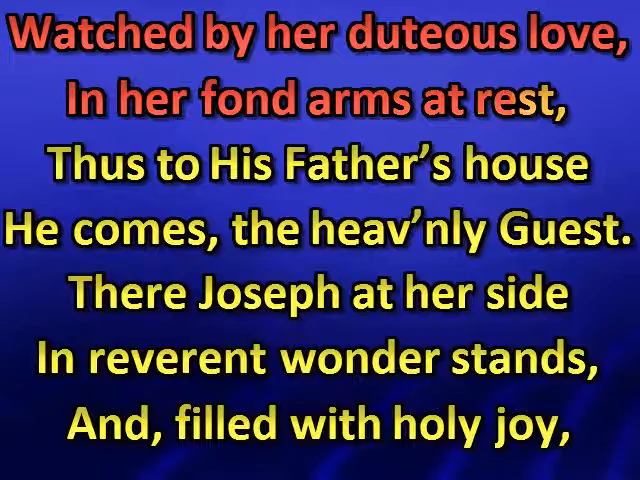 Watched by her duteous love,
In her fond arms at rest,
Thus to His Father’s house
He comes, the heav’nly Guest.
There Joseph at her side
In reverent wonder stands,
And, filled with holy joy,